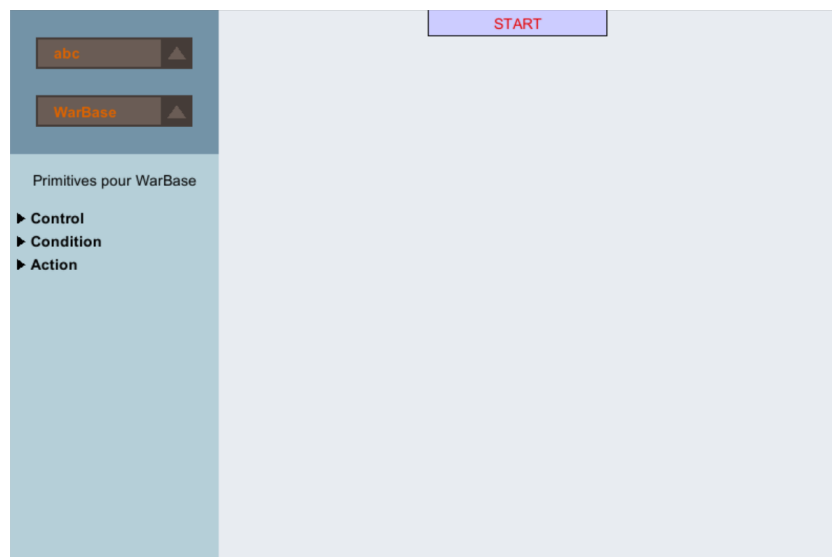 abc
START
WarBase
Primitives pour WarBase
Control
Condition
Action